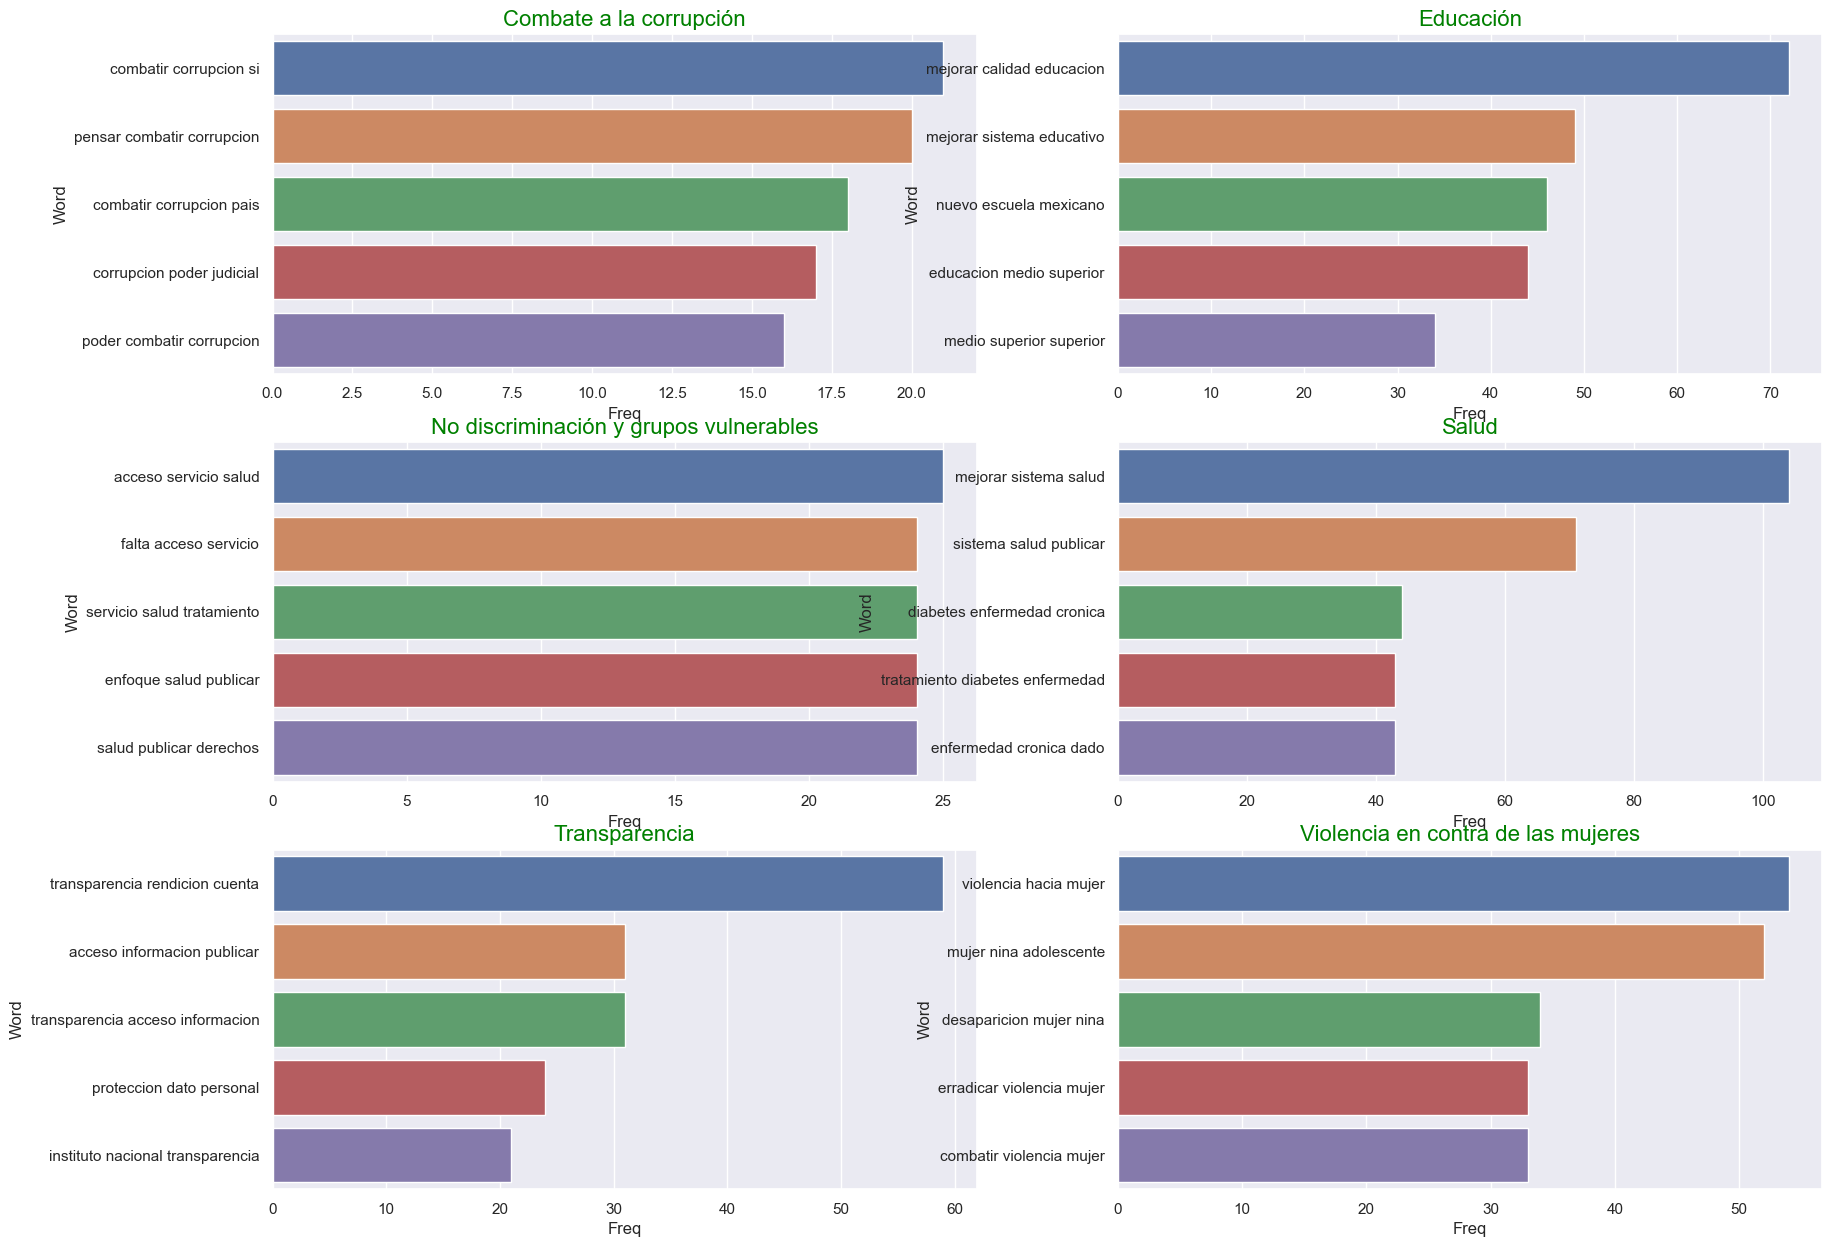 Combate a la corrupción
Word
combatir corrupcion si
pensar combatir corrupcion
combatir corrupcion pais
corrupcion poder judicial
poder combatir corrupcion
0.0 2.5 5.0 7.5 10.0 12.5 15.0 17.5 20.0
Freq
Educación
Word
mejorar calidad educacion
mejorar sistema educativo
nuevo escuela mexicano
educacion medio superior
medio superior superior
0 10 20 30 40 50 60 70
Freq
No discriminación y grupos vulnerables
Word
acceso servicio salud
falta acceso servicio
servicio salud tratamiento
enfoque salud publicar
salud publicar derechos
0 5 10 15 20 25
Freq
Salud
Word
mejorar sistema salud
sistema salud publicar
diabetes enfermedad cronica
tratamiento diabetes enfermedad
enfermedad cronica dado
0 20 40 60 80 100
Freq
Transparencia
Word
transparencia rendicion cuenta
acceso informacion publicar
transparencia acceso informacion
proteccion dato personal
instituto nacional transparencia
0 10 20 30 40 50 60
Freq
Violencia en contra de las mujeres
Word
violencia hacia mujer
mujer nina adolescente
desaparicion mujer nina
erradicar violencia mujer
combatir violencia mujer
0 10 20 30 40 50
Freq